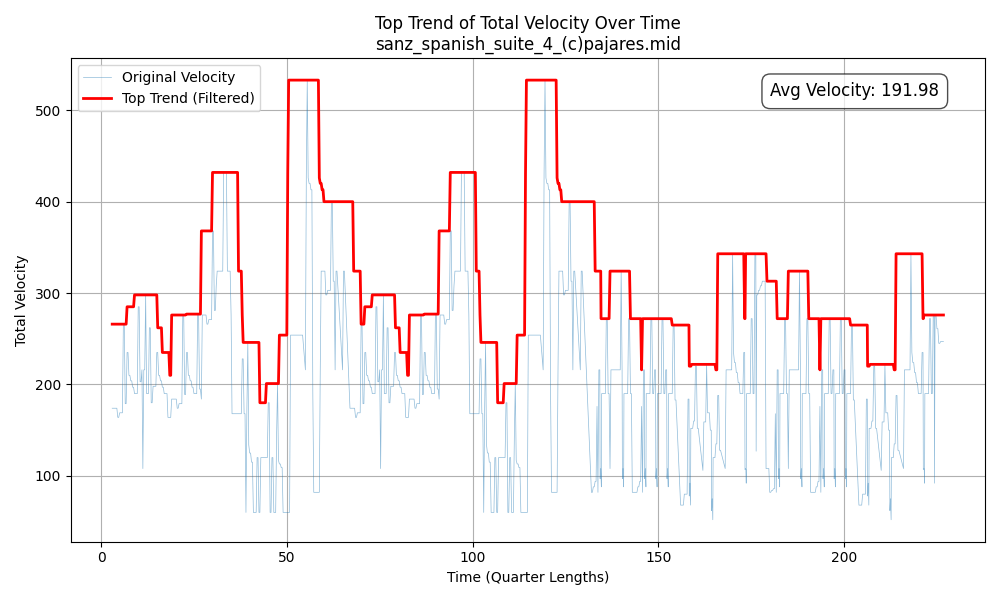 Top Trend of Total Velocity Over Time
sanz_spanish_suite_4_(c)pajares.mid
Original Velocity
Top Trend (Filtered)
Avg Velocity: 191.98
Total Velocity
500
400
300
200
100
0
50
100
150
200
Time (Quarter Lengths)